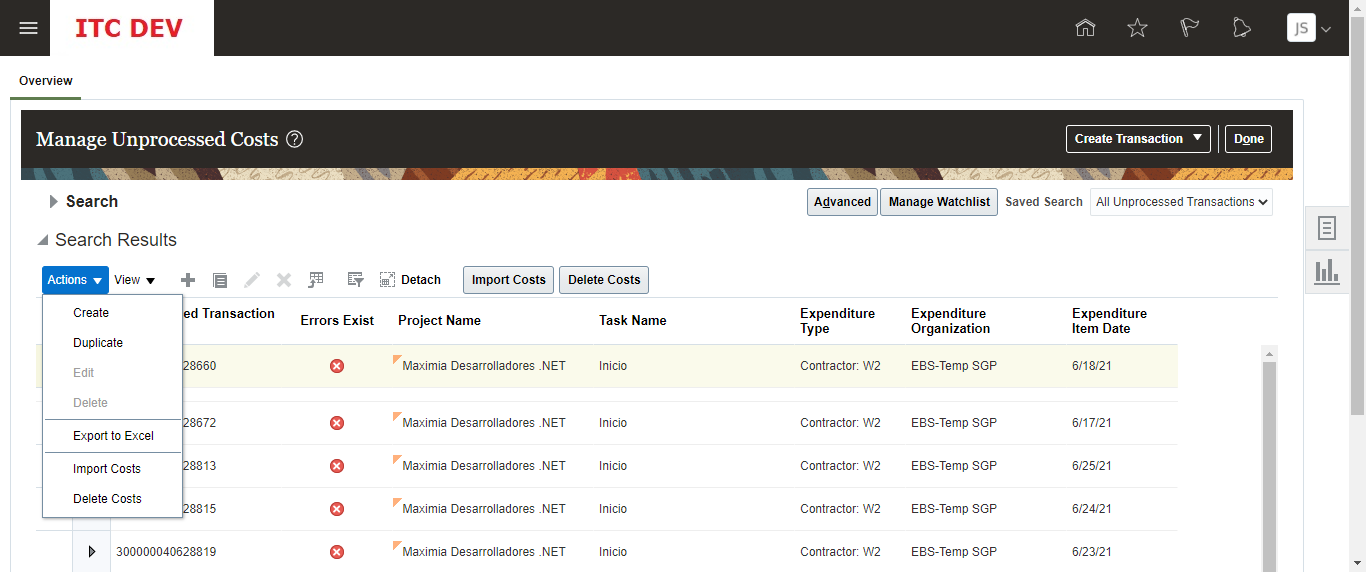 ITC DEV
JS
Overview
Manage Unprocessed Costs
Create Transaction
Done
Search
Advanced
Manage Watchlist
Saved Search
All Unprocessed Transactions
Search Results
Actions
View
Detach
Import Costs
Delete Costs
Create
Duplicate
Edit
Delete
Export to Excel
Import Costs
Delete Costs
ed Transaction
Errors Exist
Project Name
Task Name
Expenditure
Type
Expenditure
Organization
Expenditure
Item Date
28660
Maximia Desarrolladores .NET
Inicio
Contractor: W2
EBS-Temp SGP
6/18/21
28672
Maximia Desarrolladores .NET
Inicio
Contractor: W2
EBS-Temp SGP
6/17/21
28813
Maximia Desarrolladores .NET
Inicio
Contractor: W2
EBS-Temp SGP
6/25/21
28815
Maximia Desarrolladores .NET
Inicio
Contractor: W2
EBS-Temp SGP
6/24/21
300000040628819
Maximia Desarrolladores .NET
Inicio
Contractor: W2
EBS-Temp SGP
6/23/21